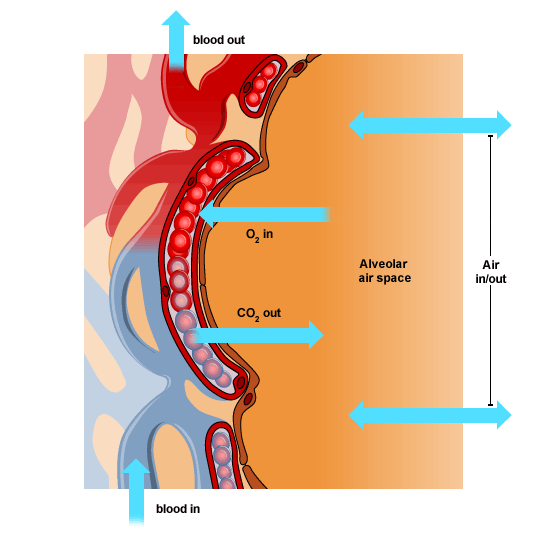 blood out
O2 in
Alveolar
air space
Air
in/out
CO2 out
blood in